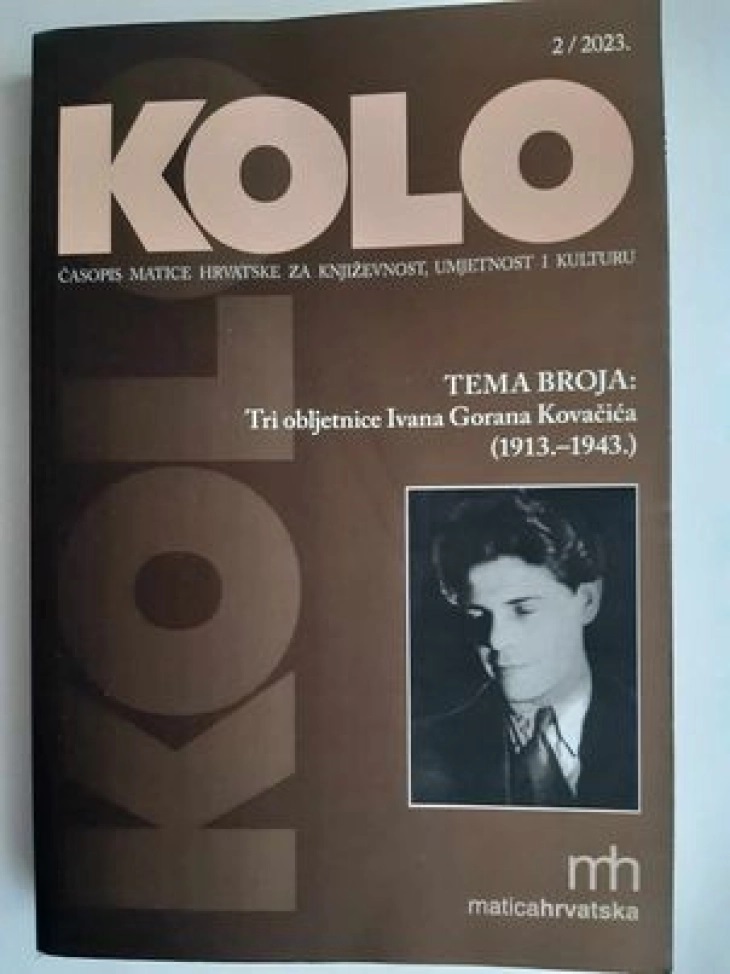 2 / 2023.
KOLO
ČASOPIS MATICE HRVATSKE ZA KNJIŽEVNOST, UMJETNOST I KULTURU
KOLO
TEMA BROJA:
Tri obljetnice Ivana Gorana Kovačića
(1913.–1943.)
mh
maticahrvatska